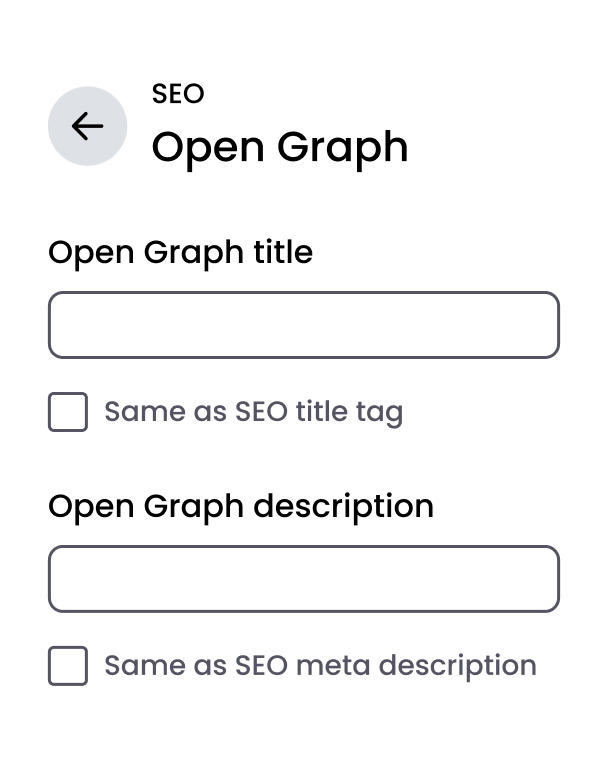 SEO
Open Graph
Open Graph title
Same as SEO title tag
Open Graph description
Same as SEO meta description